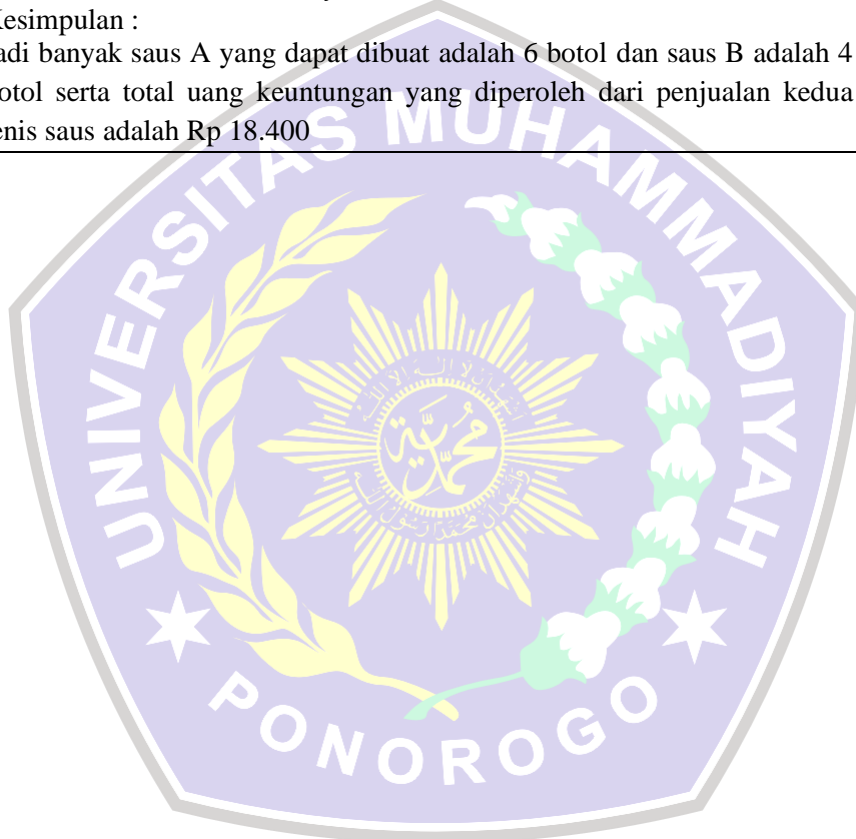 Kesimpulan :
adi banyak saus A yang dapat dibuat adalah 6 botol dan saus B adalah 4
otol serta total uang keuntungan yang diperoleh dari penjualan kedua
enis saus adalah Rp 18.400
UNIVERSITAS MUHAMMADIYAH
PONOROGO